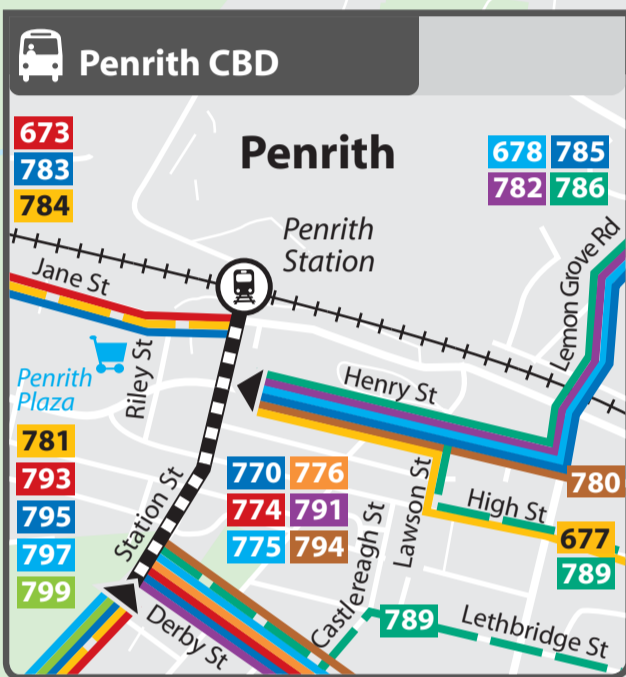 Penrith CBD
673
783
784
Penrith
678 785
782 786
Penrith
Station
Jane St
Lemon Grove Rd
Riley St
Penrith
Plaza
Henry St
781
793
795
797
799
Station St
770 776
774 791
775 794
Lawson St
780
High St
677
789
Castlereagh St
789
Lethbridge St
Derby St